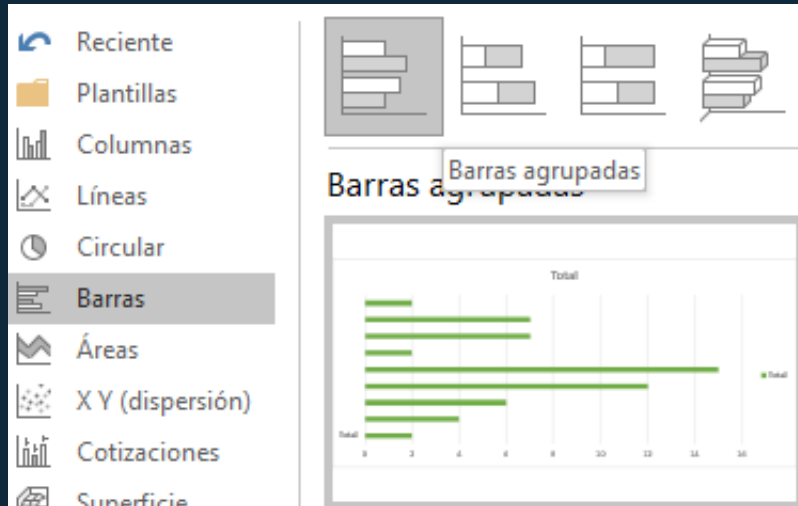 Reciente
Plantillas
Columnas
Líneas
Circular
Barras
Áreas
X Y (dispersión)
Cotizaciones
Superficie
Barras agrupadas
Barras agrupadas
Total
Total
Total
0 2 4 6 8 10 12 14 16